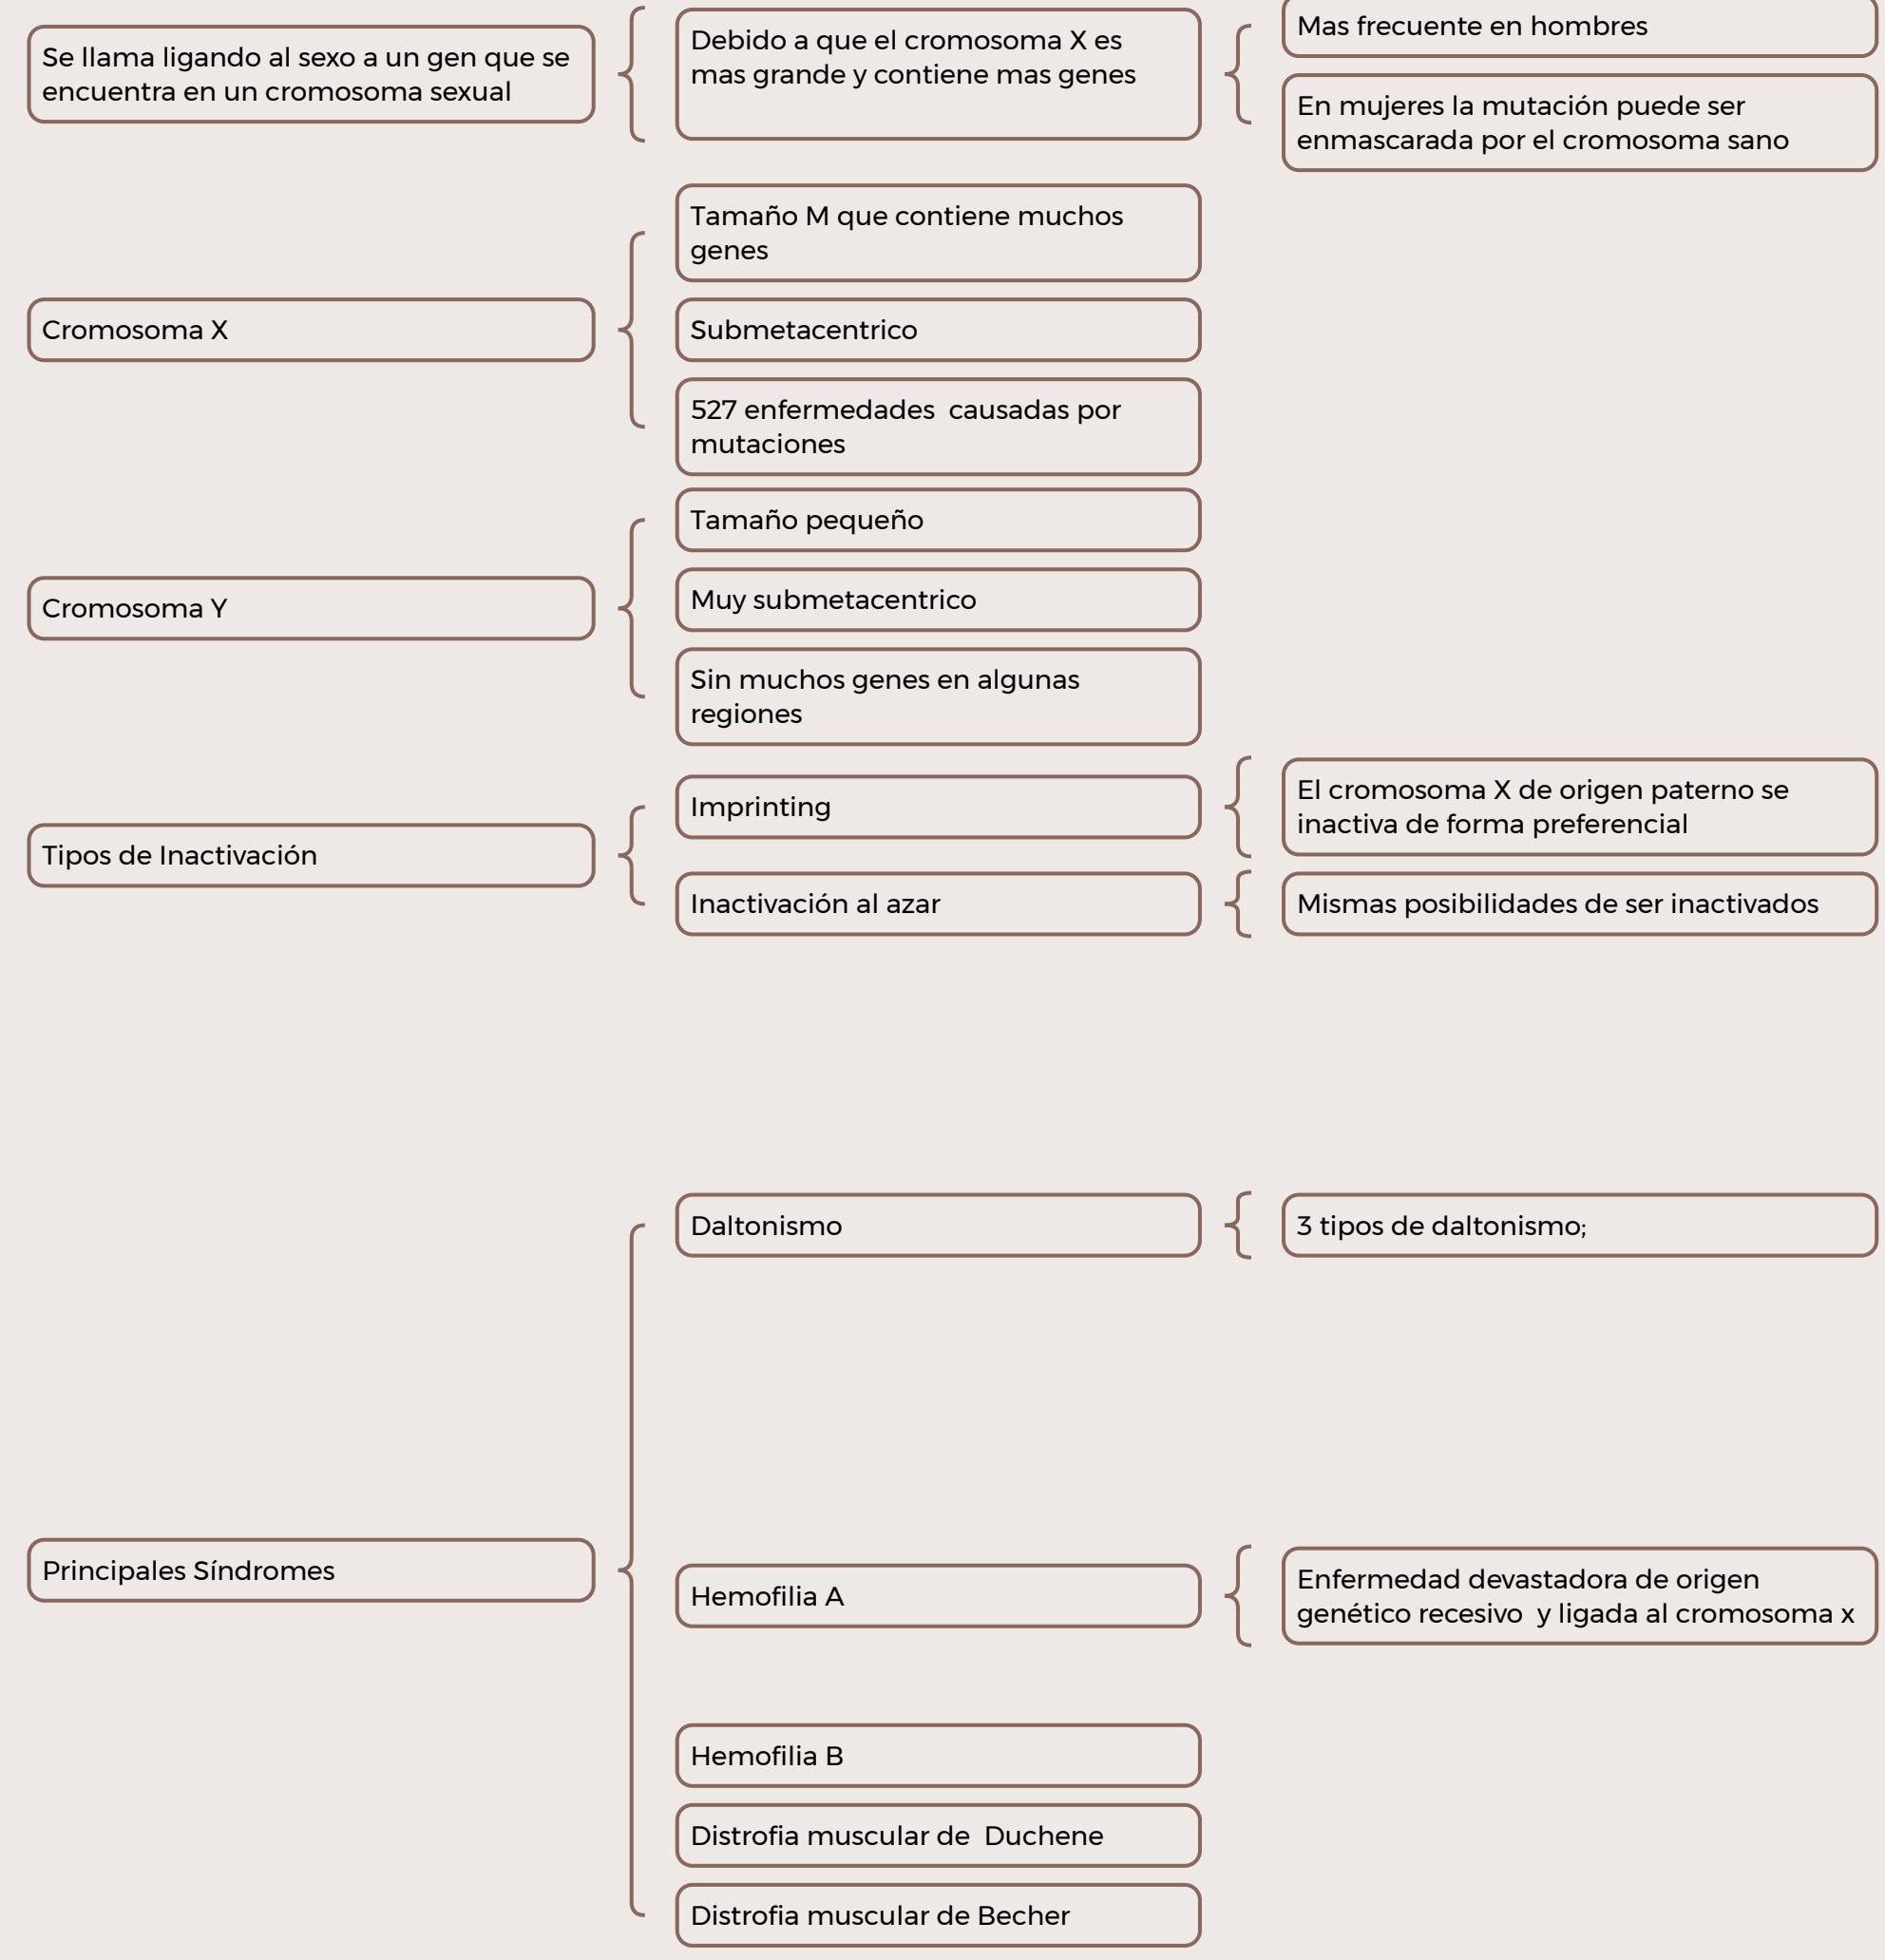 Se llama ligando al sexo a un gen que se
encuentra en un cromosoma sexual
Debido a que el cromosoma X es
mas grande y contiene mas genes
Mas frecuente en hombres
En mujeres la mutación puede ser
enmascarada por el cromosoma sano
Cromosoma X
Tamaño M que contiene muchos
genes
Submetacentrico
527 enfermedades  causadas por
mutaciones
Cromosoma Y
Tamaño pequeño
Muy submetacentrico
Sin muchos genes en algunas
regiones
Tipos de Inactivación
Imprinting
El cromosoma X de origen paterno se
inactiva de forma preferencial
Inactivación al azar
Mismas posibilidades de ser inactivados
Principales Síndromes
Daltonismo
3 tipos de daltonismo;
Hemofilia A
Enfermedad devastadora de origen
genético recesivo  y ligada al cromosoma x
Hemofilia B
Distrofia muscular de  Duchene
Distrofia muscular de Becher